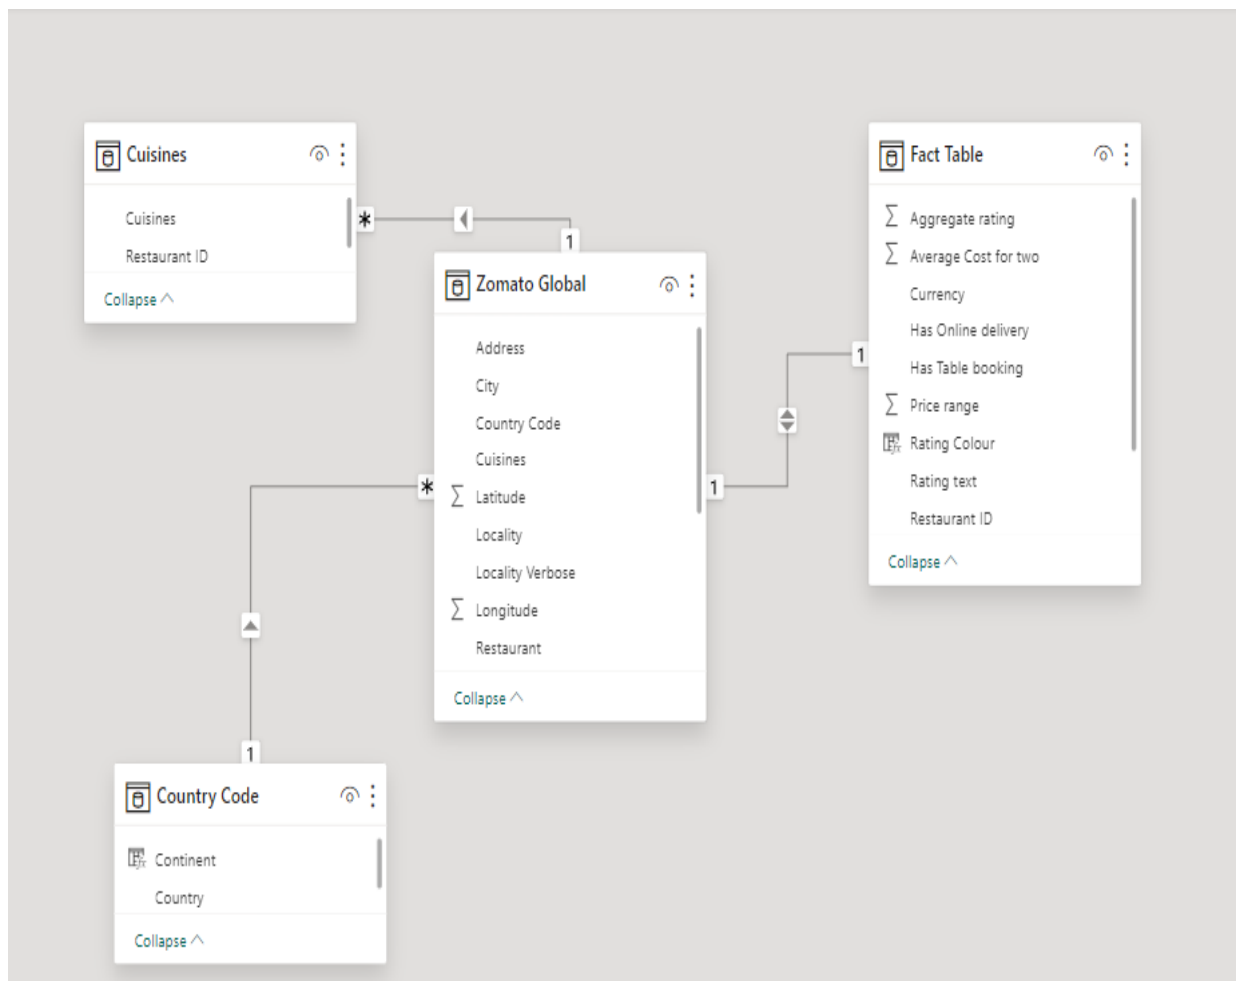 Cuisines
Cuisines
Restaurant ID
Collapse
*
1
Zomato Global
Address
City
Country Code
Cuisines
Σ Latitude
Locality
Locality Verbose
Σ Longitude
Restaurant
Collapse
*
1
1
Fact Table
Σ Aggregate rating
Σ Average Cost for two
Currency
Has Online delivery
Has Table booking
Σ Price range
Rating Colour
Rating text
Restaurant ID
Collapse
1
Country Code
Continent
Country
Collapse